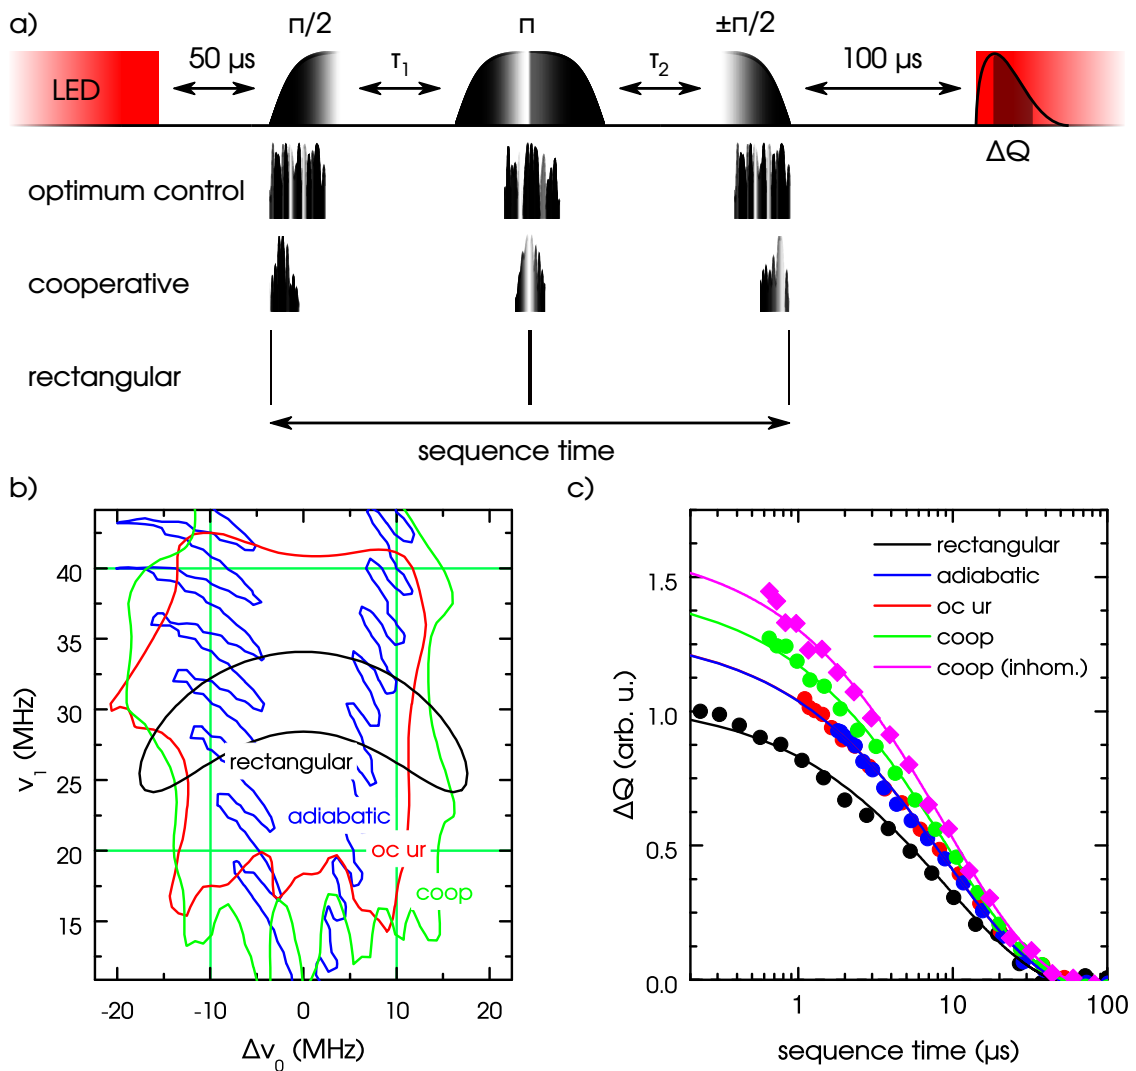 a)
π/2 π ±π/2
LED 50 µs τ1 τ2 100 µs
ΔQ
optimum control
cooperative
rectangular
sequence time
b)
40
35
30
25
20
15
ν1 (MHz)
rectangular
adiabatic
oc ur
coop
-20 -10 0 10 20
Δν0 (MHz)
c)
rectangular
adiabatic
oc ur
coop
coop (inhom.)
1.5
1.0
0.5
0.0
ΔQ (arb. u.)
1 10 100
sequence time (µs)